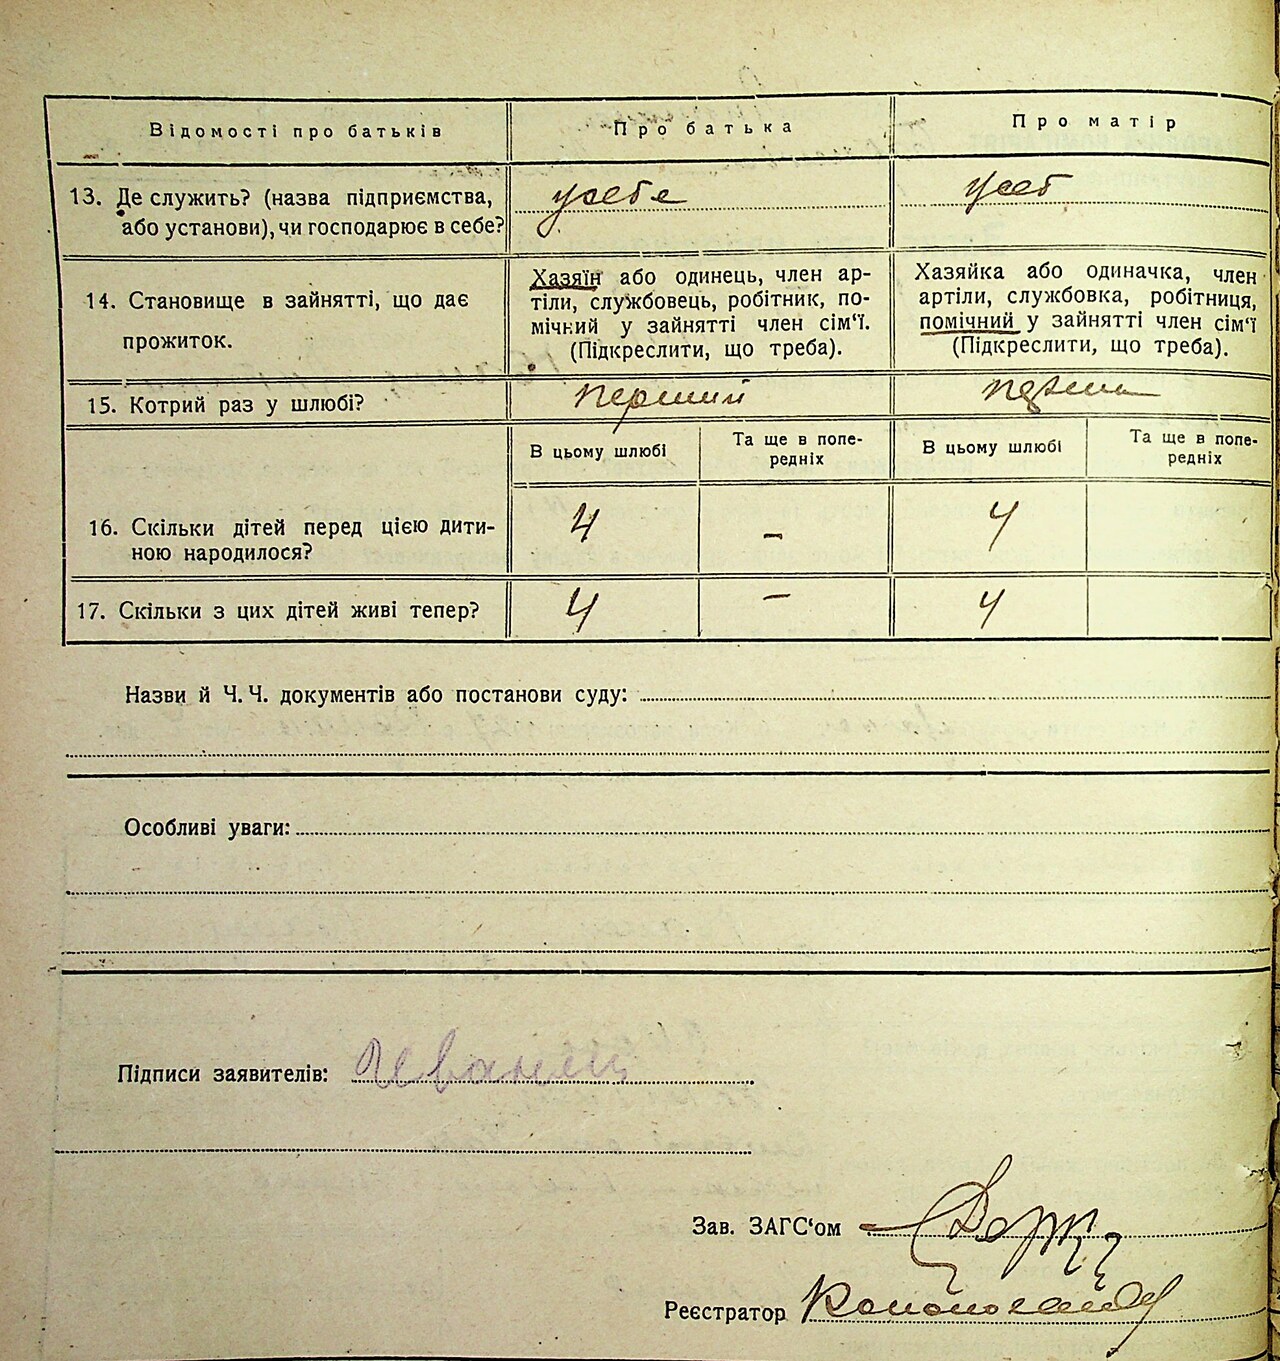 Відомості про батьків
Про батька
Про матір
13. Де служить? (назва підприємства,
або установи), чи господарює в себе?
усебе
усеб
14. Становище в зайнятті, що дає
прожиток.
Хазяїн або одинець, член ар-
тіли, службовець, робітник, по-
мічний у зайнятті член сім‘ї.
(Підкреслити, що треба).
Хазяйка або одиначка, член
артіли, службовка, робітниця,
помічний у зайнятті член сім‘ї
(Підкреслити, що треба).
15. Котрий раз у шлюбі?
перший
В цьому шлюбі
Та ще в попе-
редніх
В цьому шлюбі
Та ще в попе-
редніх
16. Скільки дітей перед цією дити-
ною народилося?
4
–
4
17. Скільки з цих дітей живі тепер?
4
–
4
Назви й Ч. Ч. документів або постанови суду:
Особливі уваги:
Підписи заявителів:
Зав. ЗАГС‘ом
Реєстратор